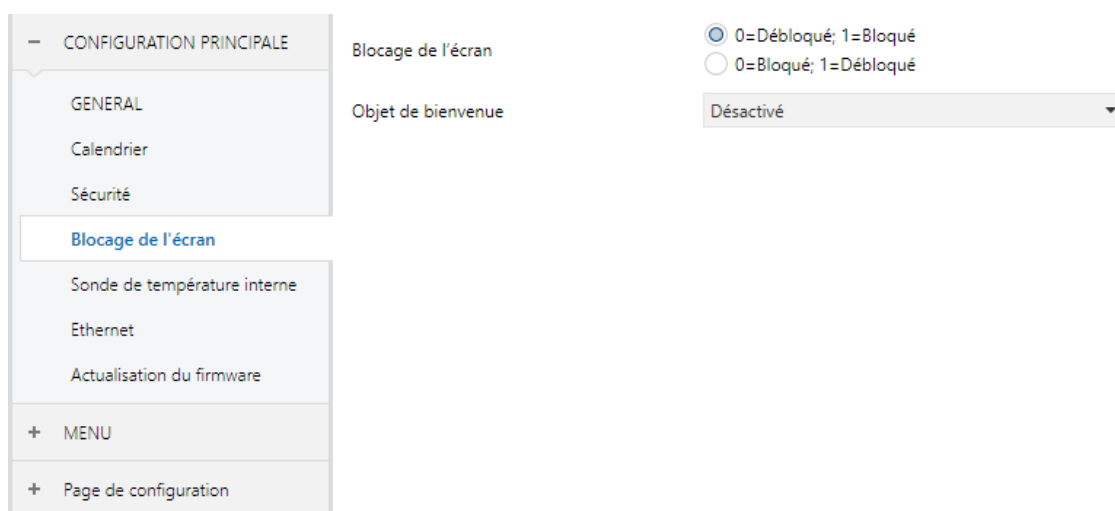 CONFIGURATION PRINCIPALE
GENERAL
Calendrier
Sécurité
Blocage de l'écran
Sonde de température interne
Ethernet
Actualisation du firmware
MENU
Page de configuration
Blocage de l'écran
0=Débloqué; 1=Bloqué
0=Bloqué; 1=Débloqué
Objet de bienvenue
Désactivé